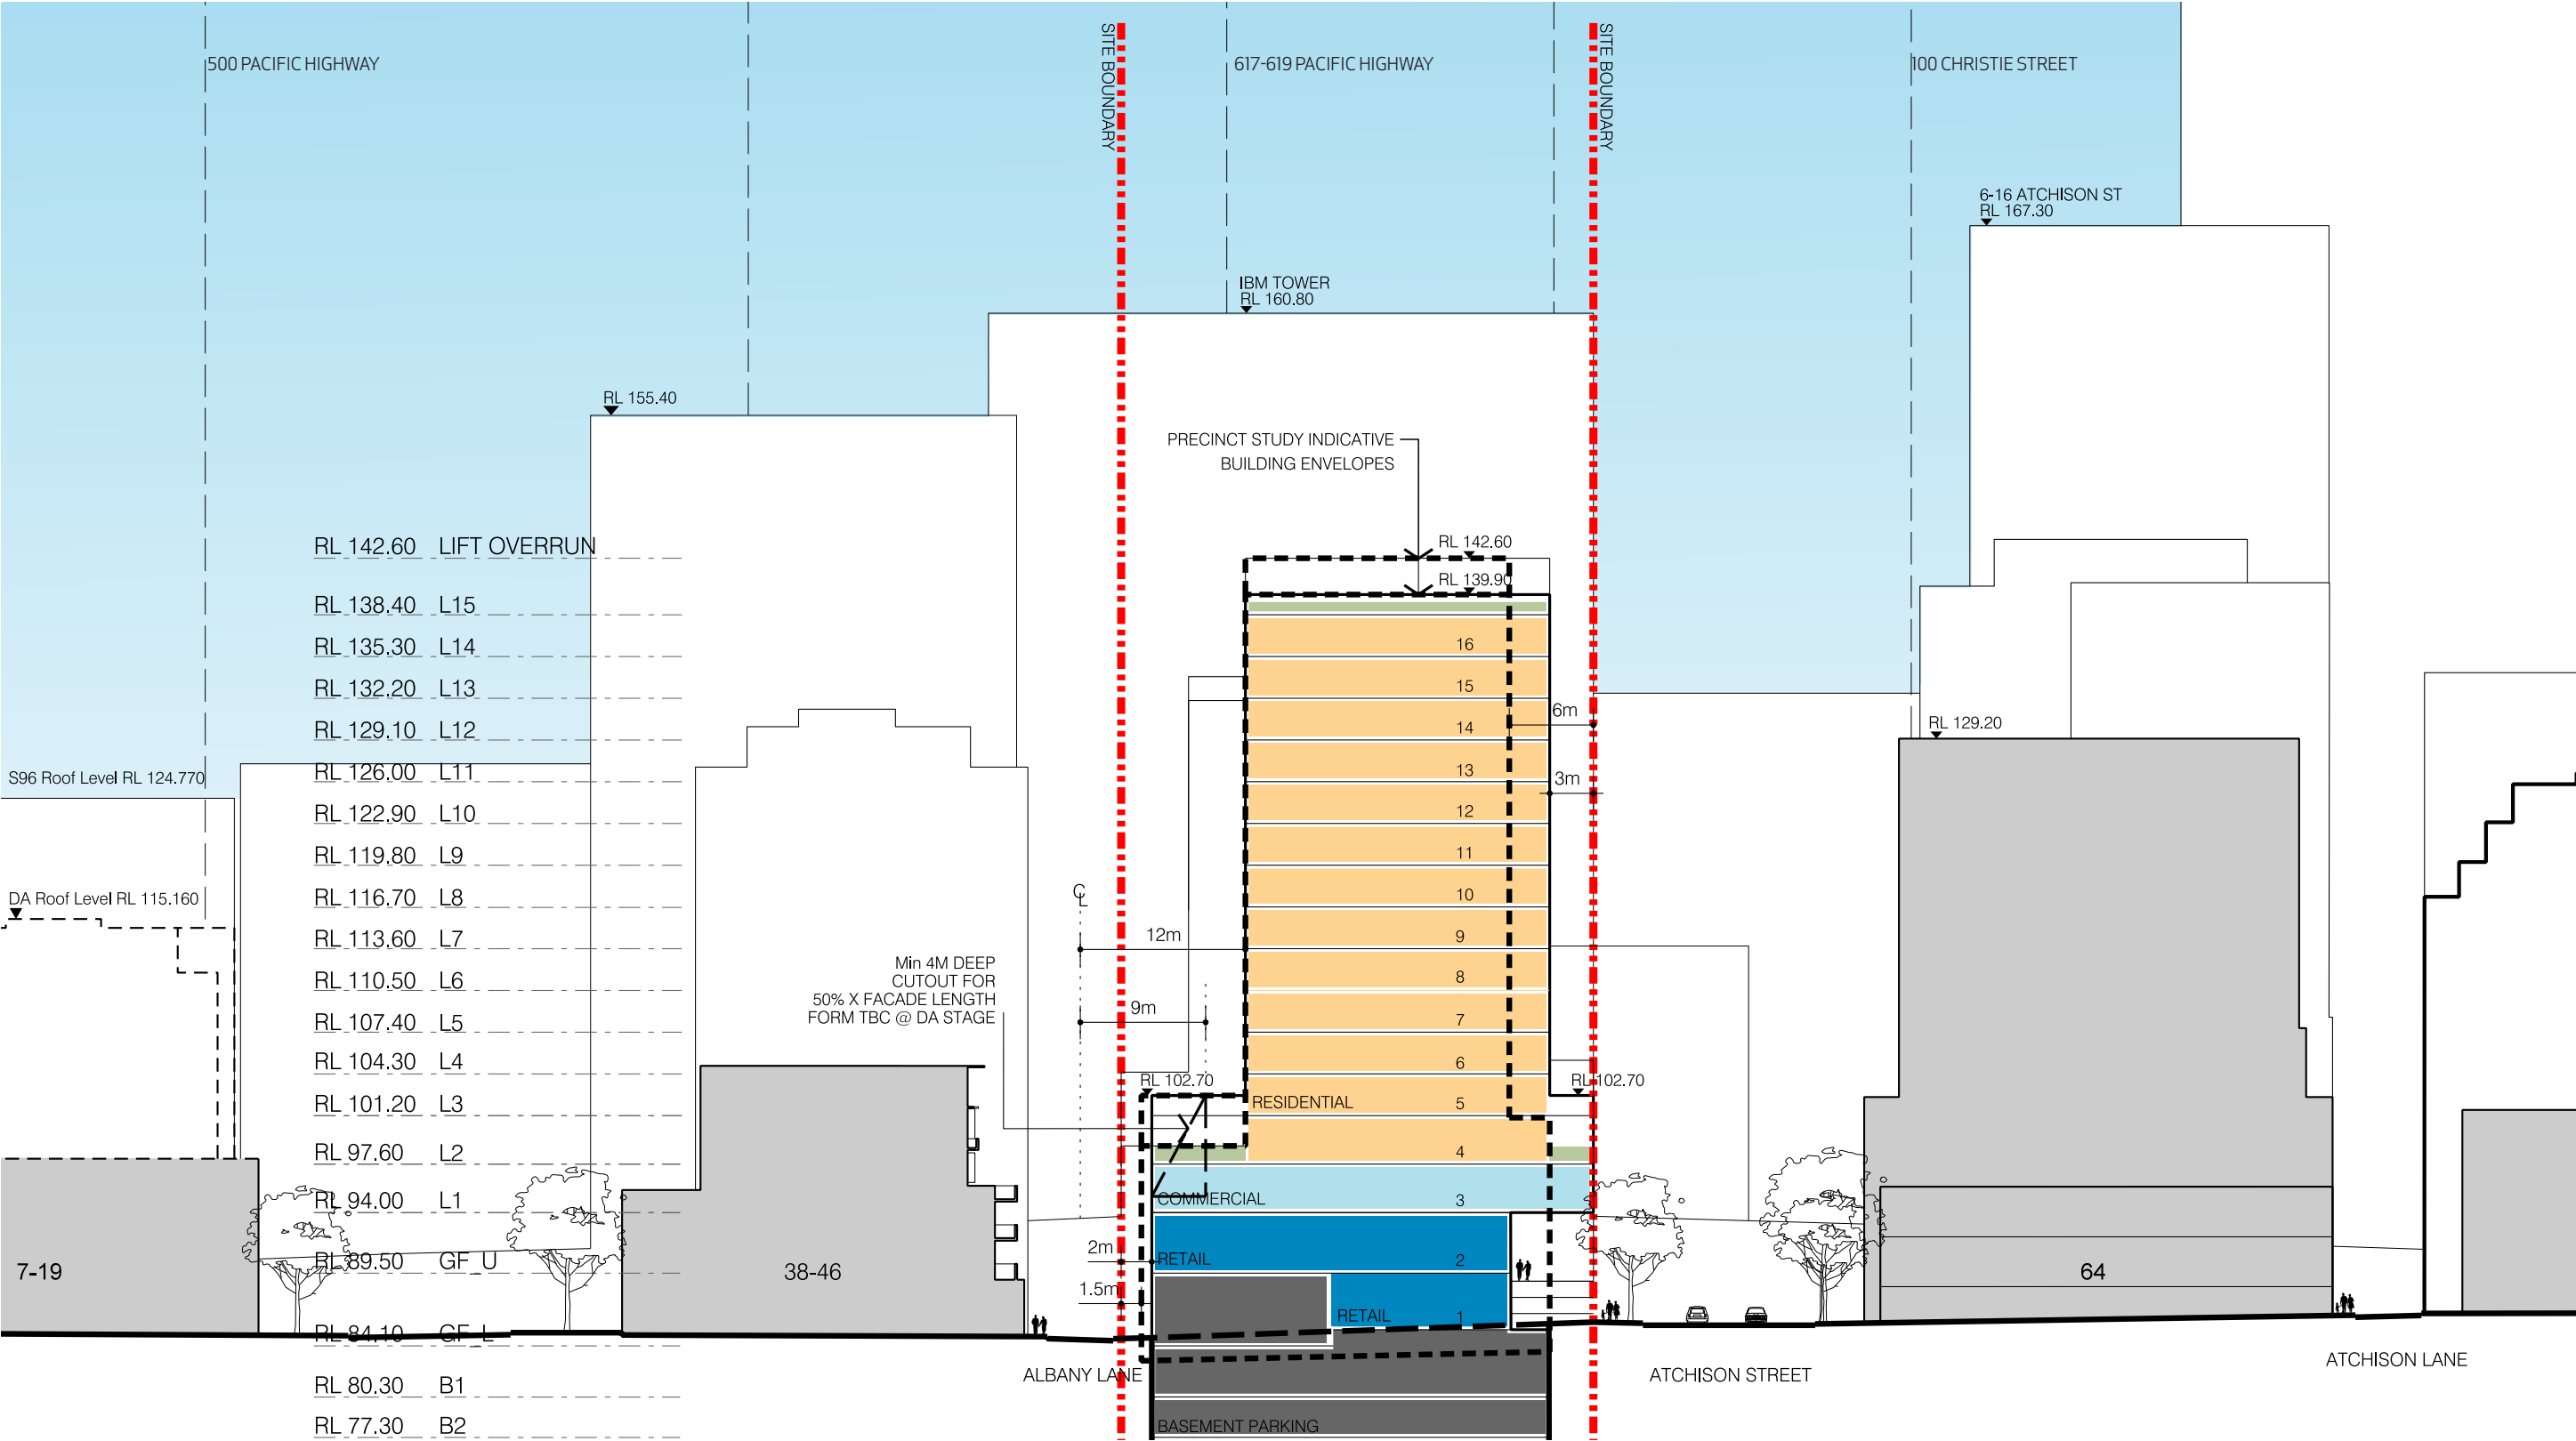 500 PACIFIC HIGHWAY
SITE BOUNDARY
617-619 PACIFIC HIGHWAY
SITE BOUNDARY
100 CHRISTIE STREET
6-16 ATCHISON ST
RL 167.30
IBM TOWER
RL 160.80
RL 155.40
PRECINCT STUDY INDICATIVE
BUILDING ENVELOPES
RL 142.60
RL 139.90
RL 142.60 LIFT OVERRUN
RL 138.40 L15
RL 135.30 L14
RL 132.20 L13
RL 129.10 L12
RL 126.00 L11
RL 122.90 L10
RL 119.80 L9
RL 116.70 L8
RL 113.60 L7
RL 110.50 L6
RL 107.40 L5
RL 104.30 L4
RL 101.20 L3
RL 97.60 L2
RL 94.00 L1
RL 89.50 GF_U
RL 84.10 GF_L
RL 80.30 B1
RL 77.30 B2
S96 Roof Level RL 124.770
DA Roof Level RL 115.160
16
15
14
13
12
11
10
9
8
7
6
RESIDENTIAL 5
4
COMMERCIAL 3
RETAIL 2
RETAIL 1
BASEMENT PARKING
6m
3m
RL 129.20
CL
12m
9m
Min 4M DEEP
CUTOUT FOR
50% X FACADE LENGTH
FORM TBC @ DA STAGE
RL 102.70
RL 102.70
2m
1.5m
7-19
38-46
64
ALBANY LANE
ATCHISON STREET
ATCHISON LANE